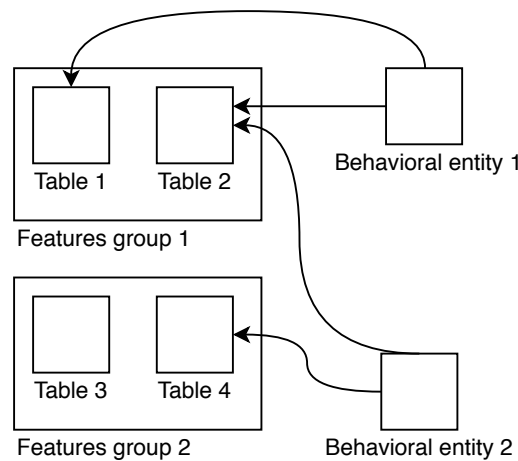 Table 1
Table 2
Behavioral entity 1
Features group 1
Table 3
Table 4
Features group 2
Behavioral entity 2